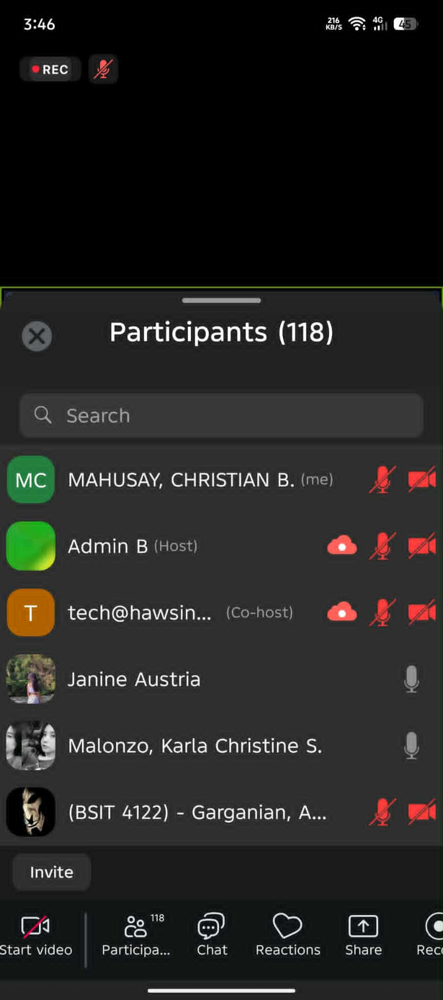 3:46
216
KB/S
4G
45
REC
Participants (118)
Search
MC
MAHUSAY, CHRISTIAN B. (me)
Admin B (Host)
T
tech@hawsin... (Co-host)
Janine Austria
Malonzo, Karla Christine S.
(BSIT 4122) - Garganian, A...
Invite
118
Start video
Participa...
Chat
Reactions
Share
Reco